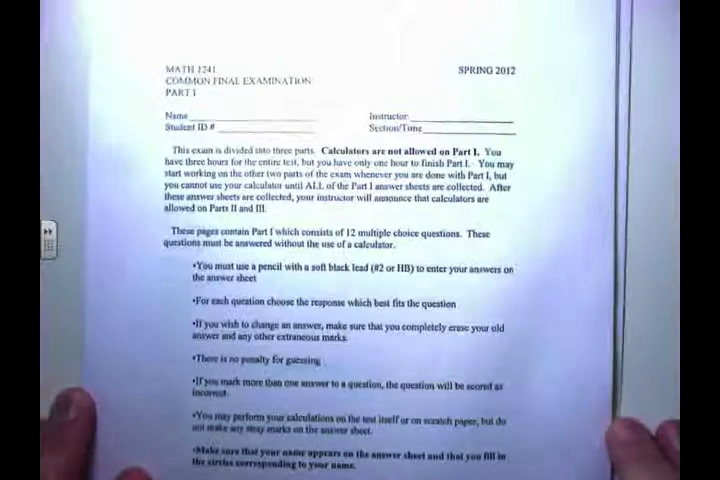 MATH 1241 SPRING 2012
COMMON FINAL EXAMINATION
PART I
Name Instructor
Student ID # Section/Time
This exam is divided into three parts. Calculators are not allowed on Part I. You
have three hours for the entire test, but you have only one hour to finish Part I. You may
start working on the other two parts of the exam whenever you are done with Part I, but
you cannot use your calculator until ALL of the Part I answer sheets are collected. After
these answer sheets are collected, your instructor will announce that calculators are
allowed on Parts II and III.
These pages contain Part I which consists of 12 multiple choice questions. These
questions must be answered without the use of a calculator.
•You must use a pencil with a soft black lead (#2 or HB) to enter your answers on
the answer sheet
•For each question choose the response which best fits the question
•If you wish to change an answer, make sure that you completely erase your old
answer and any other extraneous marks.
•There is no penalty for guessing
•If you mark more than one answer to a question, the question will be scored as
incorrect.
•You may perform your calculations on the test itself or on scratch paper, but do
not make any stray marks on the answer sheet.
•Make sure that your name appears on the answer sheet and that you fill in
the circles corresponding to your name.